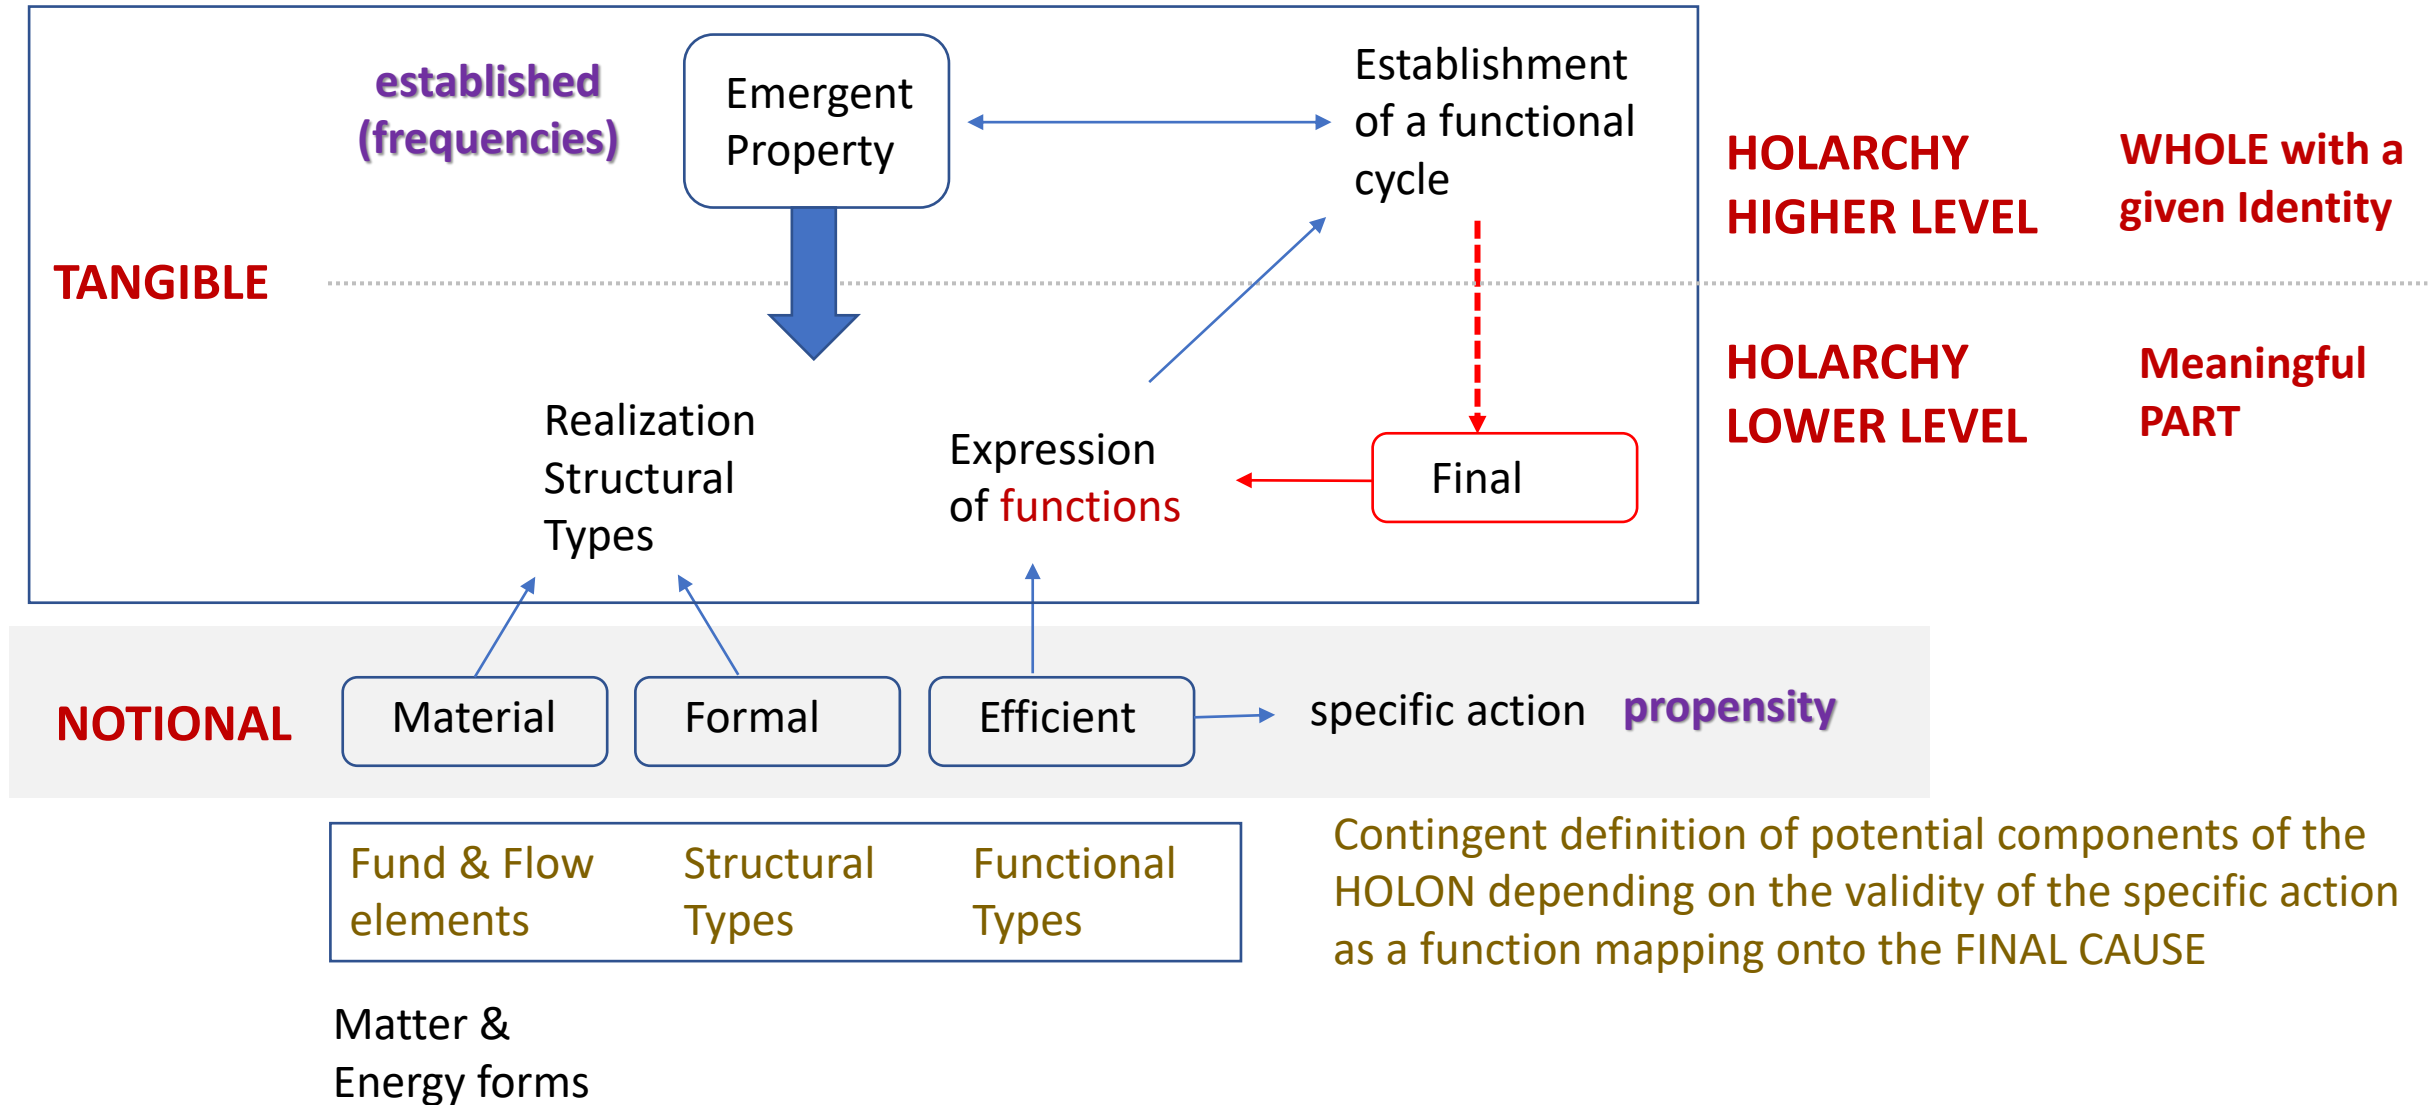 established
(frequencies)
Emergent
Property
Establishment
of a functional
cycle
HOLARCHY
HIGHER LEVEL
WHOLE with a
given Identity
TANGIBLE
HOLARCHY
LOWER LEVEL
Meaningful
PART
Realization
Structural
Types
Expression
of functions
Final
NOTIONAL
Material
Formal
Efficient
specific action
propensity
Fund & Flow
elements
Structural
Types
Functional
Types
Contingent definition of potential components of the
HOLON depending on the validity of the specific action
as a function mapping onto the FINAL CAUSE
Matter &
Energy forms